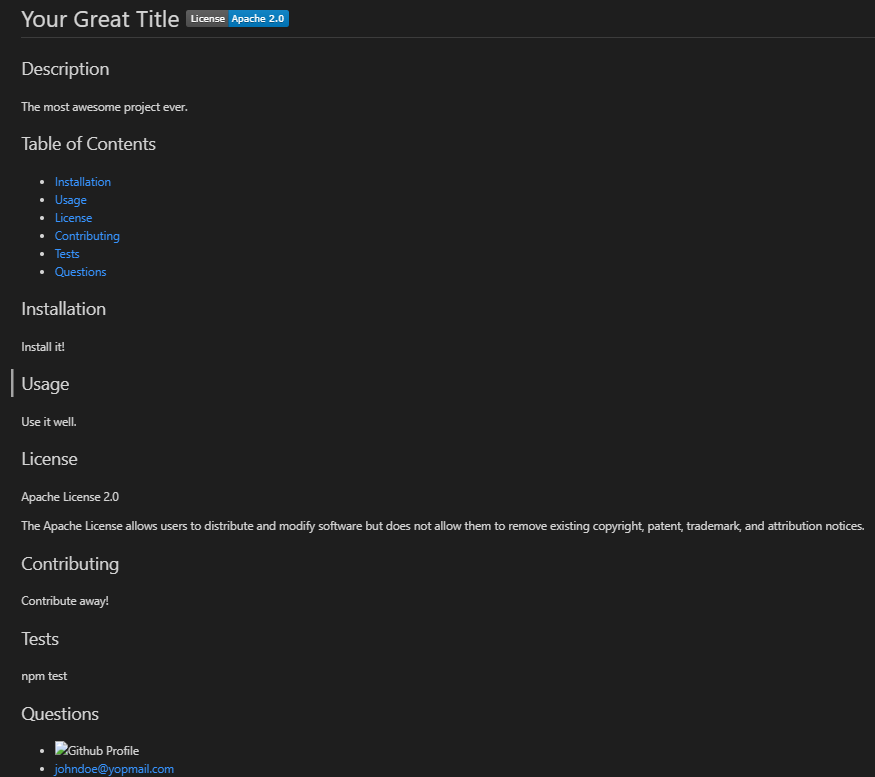 Your Great Title License Apache 2.0
Description
The most awesome project ever.
Table of Contents
Installation
Usage
License
Contributing
Tests
Questions
Installation
Install it!
Usage
Use it well.
License
Apache License 2.0
The Apache License allows users to distribute and modify software but does not allow them to remove existing copyright, patent, trademark, and attribution notices.
Contributing
Contribute away!
Tests
npm test
Questions
Github Profile
johndoe@yopmail.com